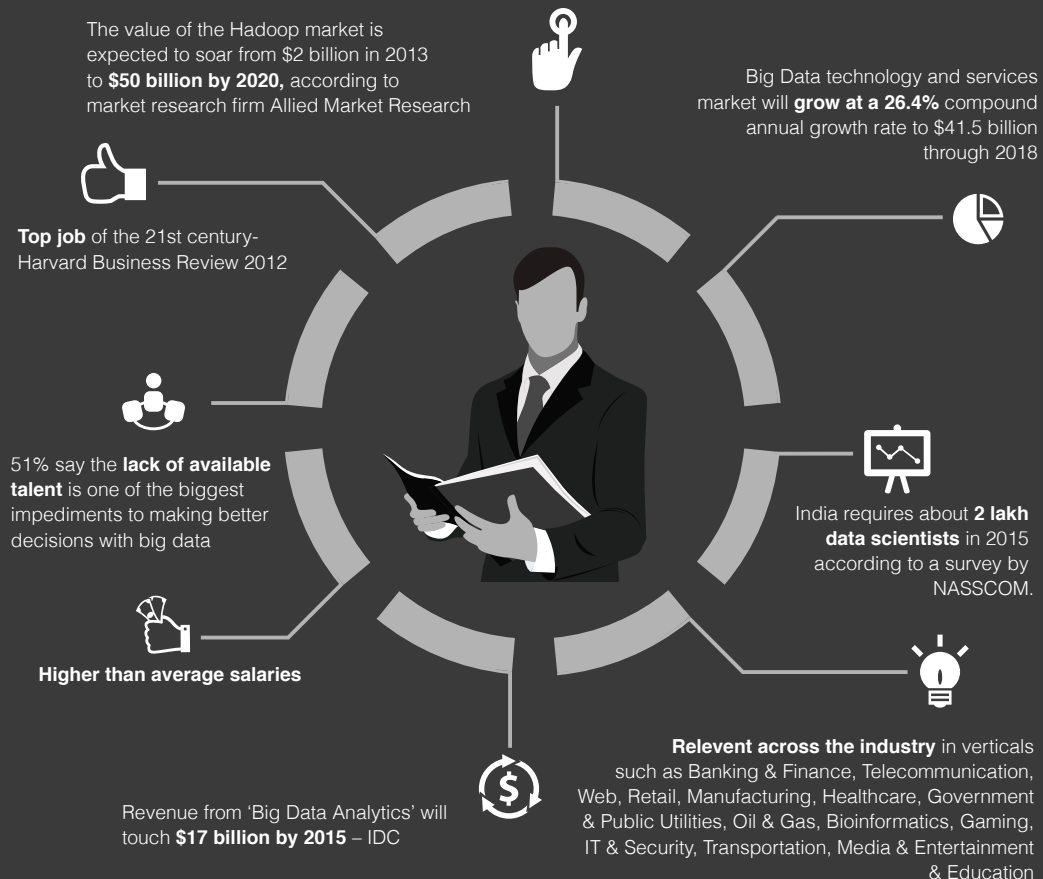 The value of the Hadoop market is
expected to soar from $2 billion in 2013
to $50 billion by 2020, according to
market research firm Allied Market Research
Big Data technology and services
market will grow at a 26.4% compound
annual growth rate to $41.5 billion
through 2018
Top job of the 21st century-
Harvard Business Review 2012
51% say the lack of available
talent is one of the biggest
impediments to making better
decisions with big data
India requires about 2 lakh
data scientists in 2015
according to a survey by
NASSCOM.
Higher than average salaries
Relevent across the industry in verticals
such as Banking & Finance, Telecommunication,
Web, Retail, Manufacturing, Healthcare, Government
& Public Utilities, Oil & Gas, Bioinformatics, Gaming,
IT & Security, Transportation, Media & Entertainment
& Education
$
Revenue from ‘Big Data Analytics’ will
touch $17 billion by 2015 – IDC